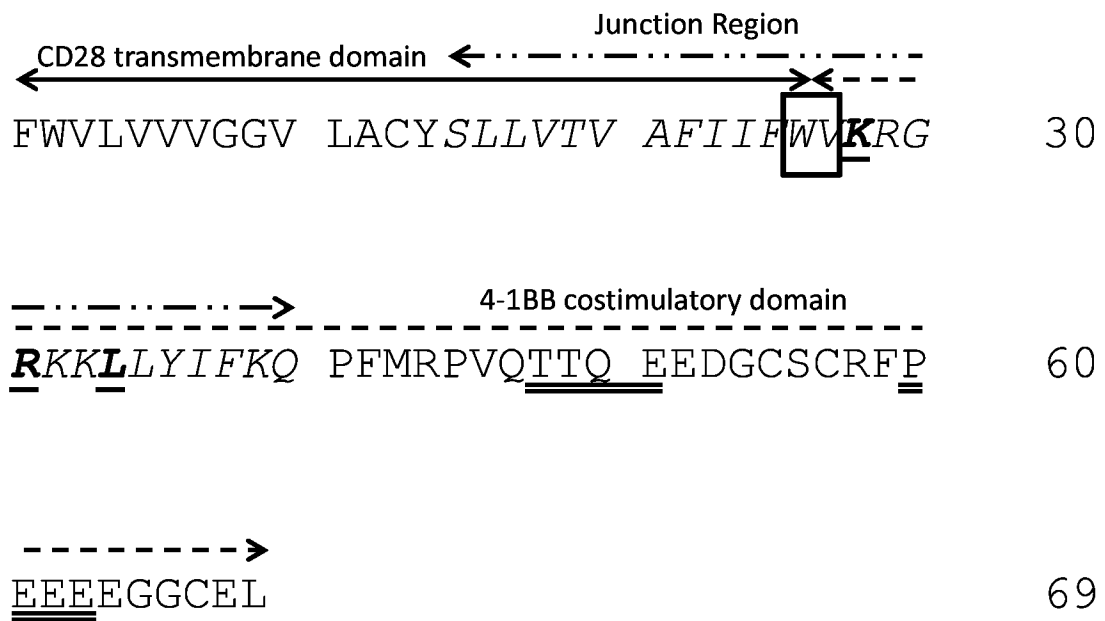 Junction Region
CD28 transmembrane domain
FWVLVVVGGV LACYSLLVTV AFIIFWVKRG 30
4-1BB costimulatory domain
RKKLLYIFKQ PFMRPVQTTQ EEDGCSCRFP 60
EEEEGGCEL 69